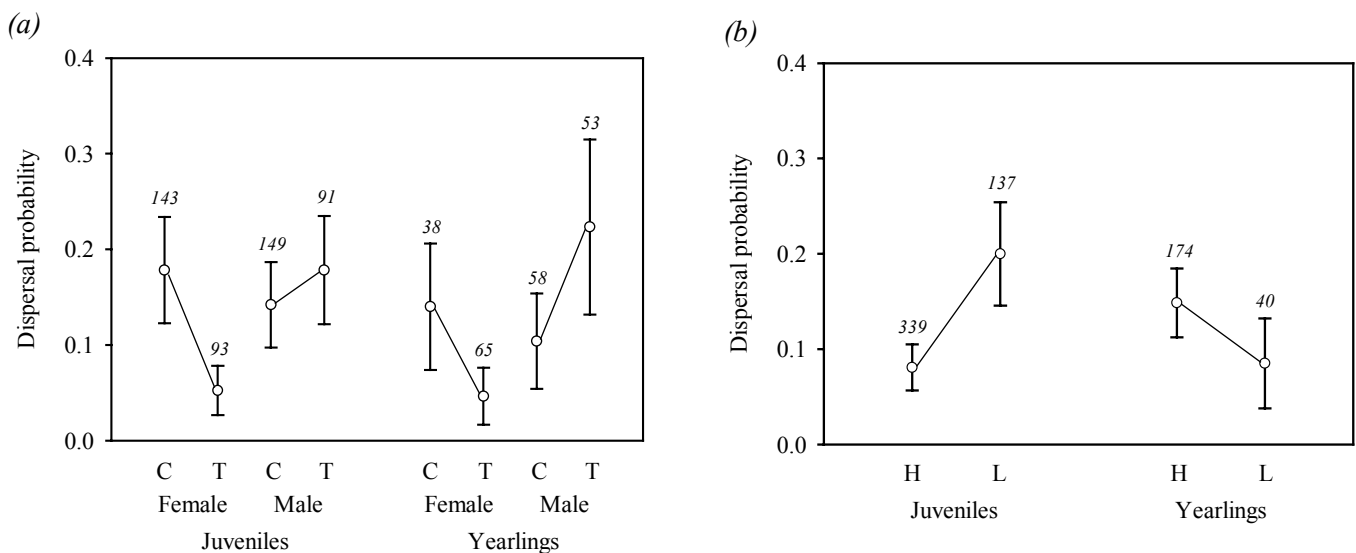 (a)
Dispersal probability
0.4
0.3
0.2
0.1
0.0
143
93
149
91
38
65
58
53
C T C T C T C T
Female Male Female Male
Juveniles Yearlings
(b)
Dispersal probability
0.4
0.3
0.2
0.1
0.0
339
137
174
40
H L H L
Juveniles Yearlings